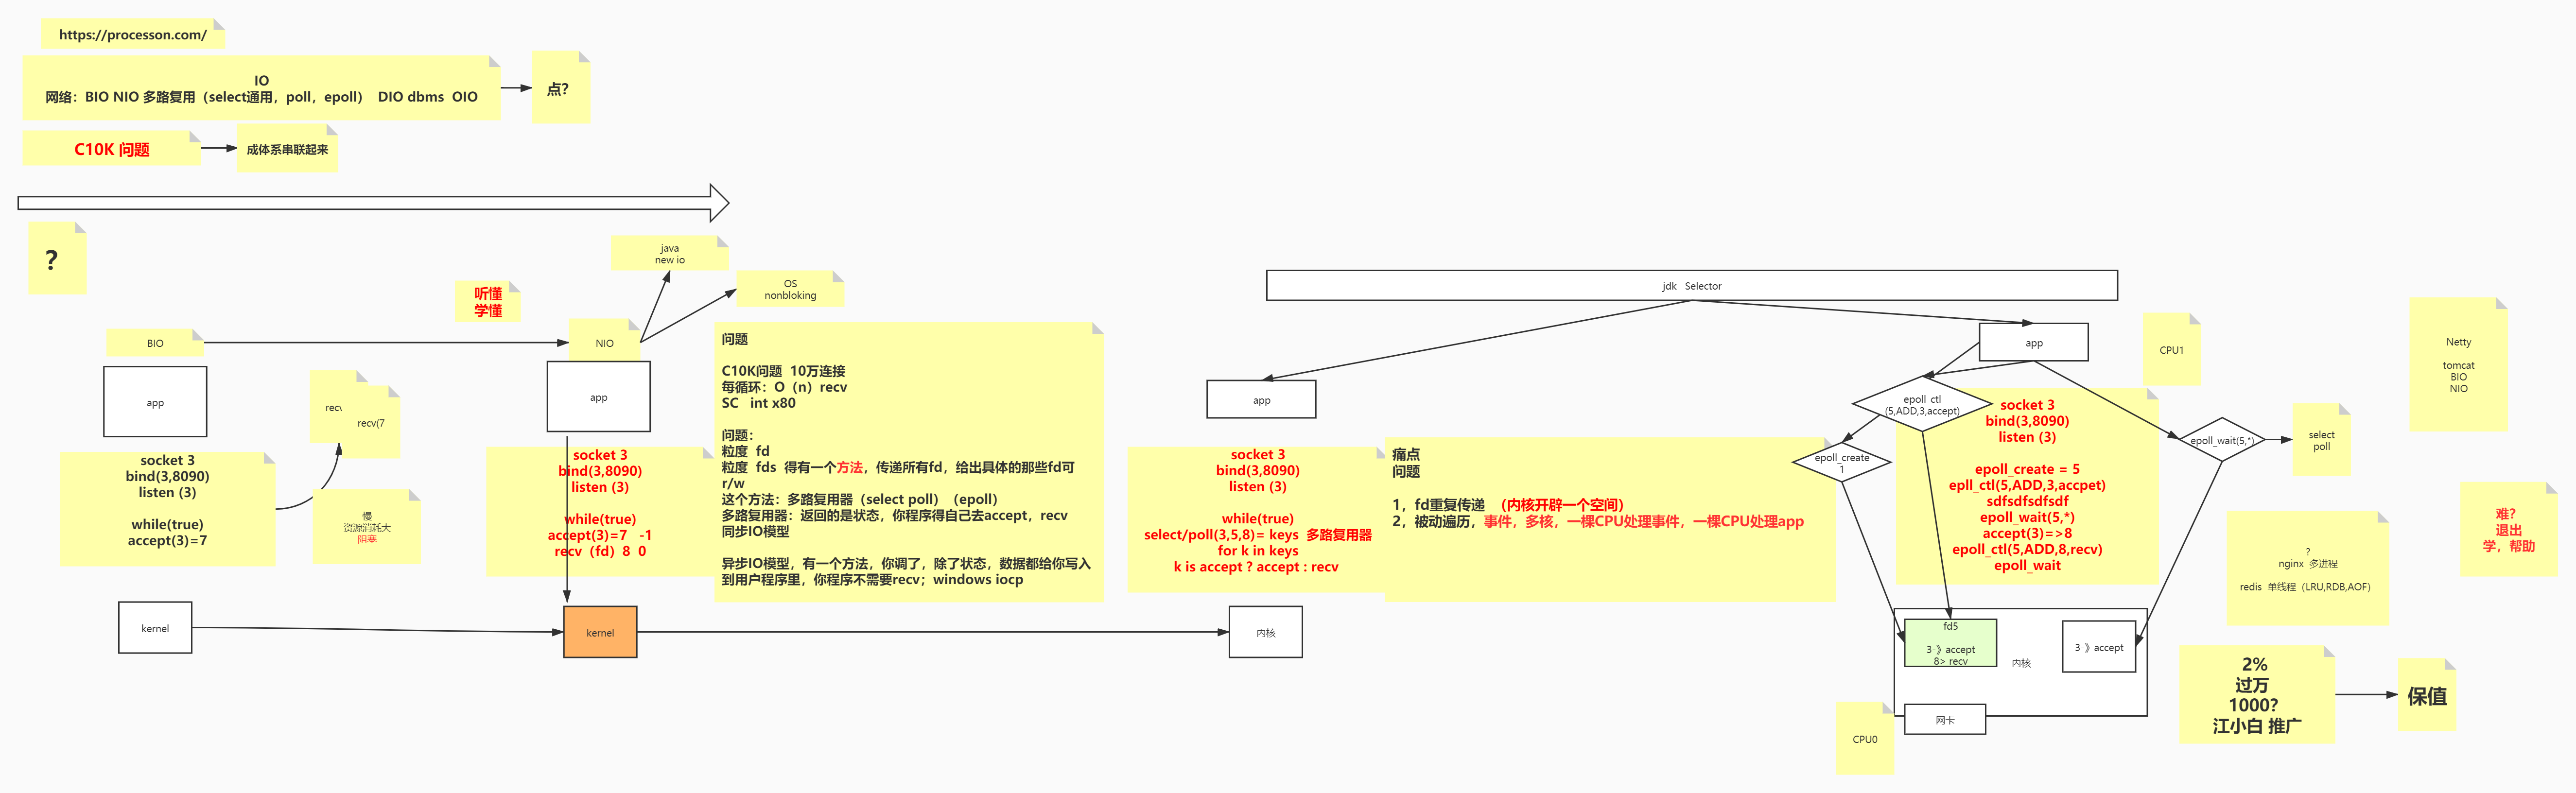 https://processon.com/
IO
网络：BIO NIO 多路复用（select通用，poll，epoll） DIO dbms OIO
点？
C10K 问题
成体系串联起来
？
java
new io
OS
nonbloking
听懂
学懂
BIO
NIO
app
app
recv
recv(7
socket 3
bind(3,8090)
listen (3)
while(true)
accept(3)=7
慢
资源消耗大
阻塞
socket 3
bind(3,8090)
listen (3)
while(true)
accept(3)=7 -1
recv（fd）8 0
kernel
kernel
问题
C10K问题 10万连接
每循环：O（n）recv
SC int x80
问题：
粒度 fd
粒度 fds 得有一个方法，传递所有fd，给出具体的那些fd可
r/w
这个方法：多路复用器（select poll）（epoll）
多路复用器：返回的是状态，你程序得自己去accept，recv
同步IO模型
异步IO模型，有一个方法，你调了，除了状态，数据都给你写入
到用户程序里，你程序不需要recv；windows iocp
jdk Selector
app
socket 3
bind(3,8090)
listen (3)
while(true)
select/poll(3,5,8)= keys 多路复用器
for k in keys
k is accept ? accept : recv
内核
痛点
问题
1，fd重复传递 （内核开辟一个空间）
2，被动遍历，事件，多核，一棵CPU处理事件，一棵CPU处理app
app
epoll_ctl
(5,ADD,3,accept)
epoll_create
1
socket 3
bind(3,8090)
listen (3)
epoll_create = 5
epll_ctl(5,ADD,3,accpet)
sdfsdfsdfsdf
epoll_wait(5,*)
accept(3)=>8
epoll_ctl(5,ADD,8,recv)
epoll_wait
CPU1
epoll_wait(5,*)
select
poll
fd5
3-》accept
8> recv
内核
3-》accept
网卡
CPU0
Netty
tomcat
BIO
NIO
？
nginx 多进程
redis 单线程（LRU,RDB,AOF）
难？
退出
学，帮助
2%
过万
1000？
江小白 推广
保值